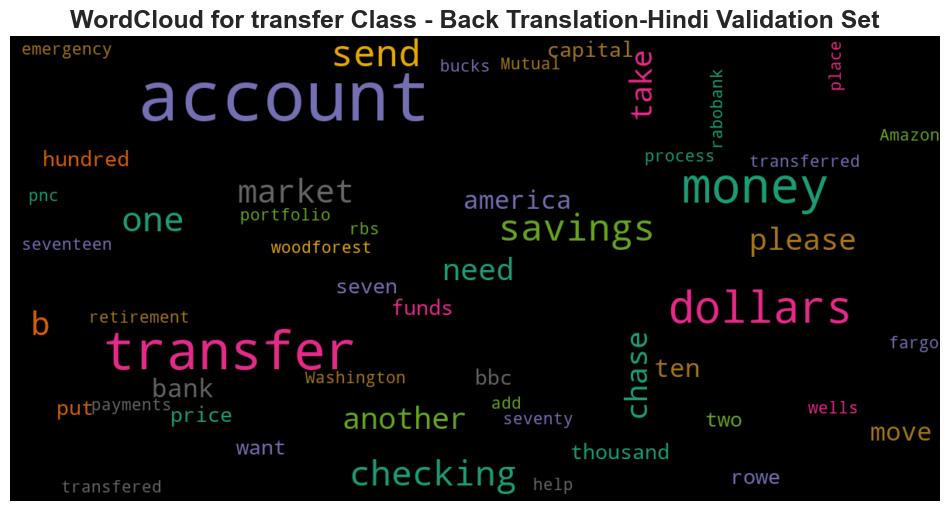 WordCloud for transfer Class - Back Translation-Hindi Validation Set
emergency
send
capital
bucks
Mutual
account
take
place
rabobank
Amazon
hundred
process
transferred
pnc
market
america
money
one
portfolio
rbs
savings
please
seventeen
woodforest
need
seven
funds
dollars
b
retirement
transfer
fargo
chase
ten
Washington
bank
bbc
put
payments
price
another
add
seventy
two
wells
move
want
thousand
checking
rowe
transfered
help